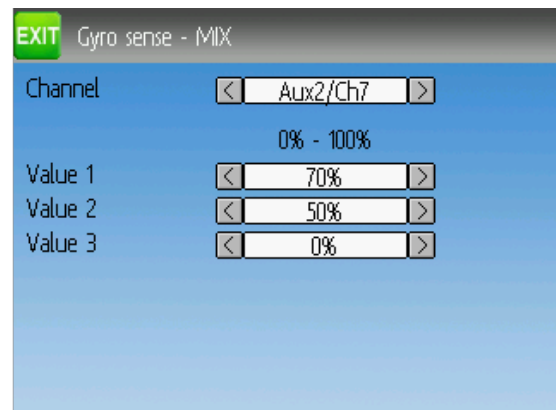 EXIT Gyro sense - MIX
Channel < Aux2/Ch7 >
0% - 100%
Value 1 < 70% >
Value 2 < 50% >
Value 3 < 0% >